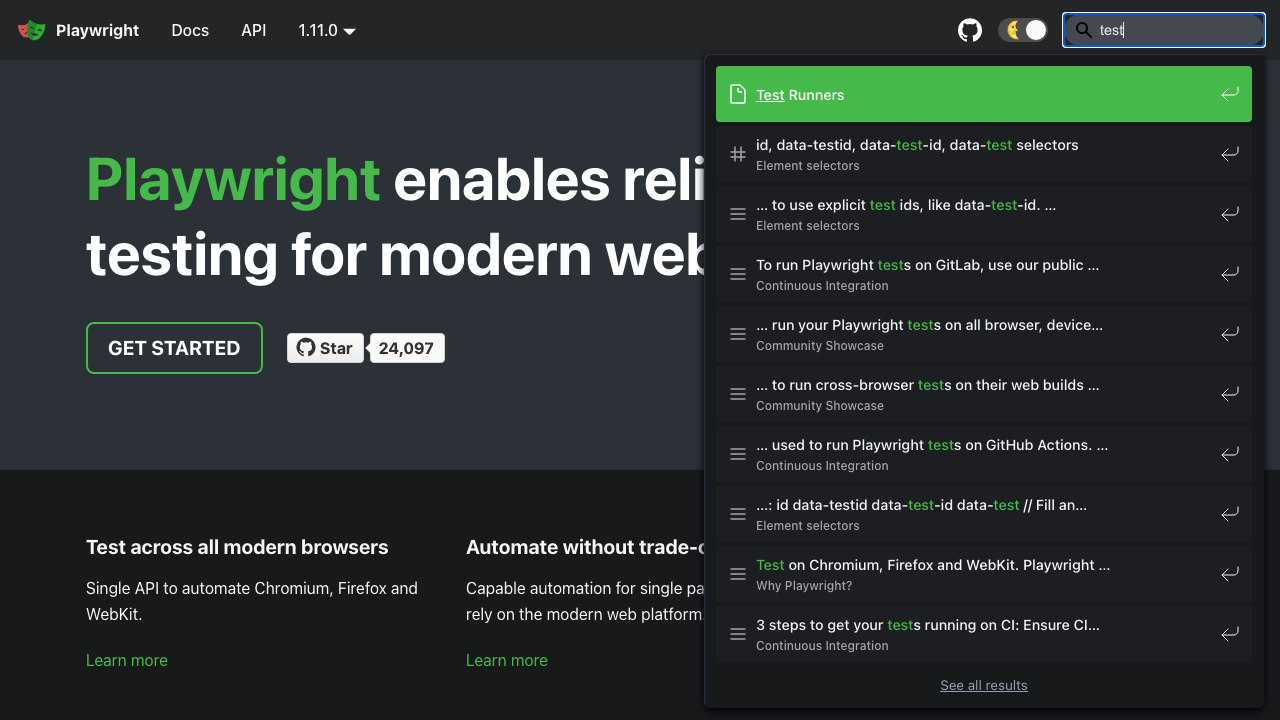 Playwright
Docs
API
1.11.0
test
Playwright enables reli
testing for modern web
GET STARTED
Star
24,097
Test Runners
id, data-testid, data-test-id, data-test selectors
Element selectors
... to use explicit test ids, like data-test-id. ...
Element selectors
To run Playwright tests on GitLab, use our public ...
Continuous Integration
... run your Playwright tests on all browser, device...
Community Showcase
... to run cross-browser tests on their web builds ...
Community Showcase
... used to run Playwright tests on GitHub Actions. ...
Continuous Integration
...: id data-testid data-test-id data-test // Fill an...
Element selectors
Test on Chromium, Firefox and WebKit. Playwright ...
Why Playwright?
3 steps to get your tests running on CI: Ensure CI...
Continuous Integration
See all results
Test across all modern browsers
Single API to automate Chromium, Firefox and
WebKit.
Learn more
Automate without trade-o
Capable automation for single pa
rely on the modern web platform.
Learn more